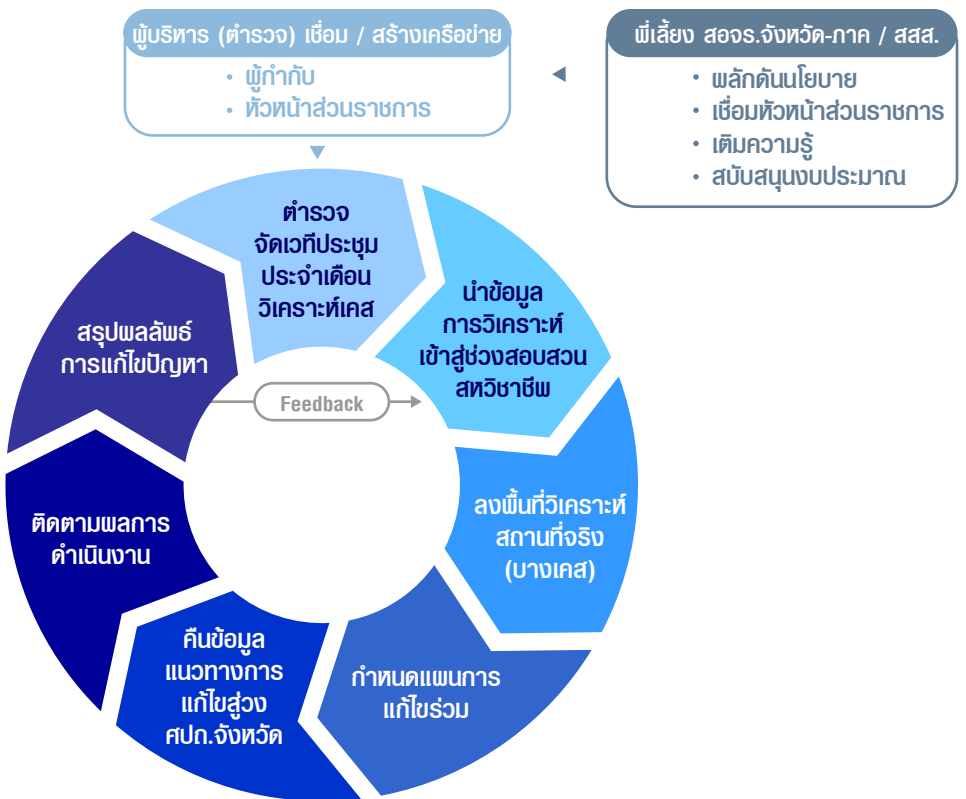 ผู้บริหาร (ตำรวจ) เชื่อม / สร้างเครือข่าย
• ผู้กำกับ
• หัวหน้าส่วนราชการ
พี่เลี้ยง สอจร.จังหวัด-ภาค / สสส.
• ผลักดันนโยบาย
• เชื่อมหัวหน้าส่วนราชการ
• เติมความรู้
• สบับสนุนงบประมาณ
ตำรวจ
จัดเวทีประชุม
ประจำเดือน
วิเคราะห์เคส
นำข้อมูล
การวิเคราะห์
เข้าสู่ช่วงสอบสวน
สหวิชาชีพ
ลงพื้นที่วิเคราะห์
สถานที่จริง
(บางเคส)
กำหนดแผนการ
แก้ไขร่วม
คืนข้อมูล
แนวทางการ
แก้ไขสู่วง
ศปถ.จังหวัด
ติดตามผลการ
ดำเนินงาน
สรุปผลลัพธ์
การแก้ไขปัญหา
Feedback